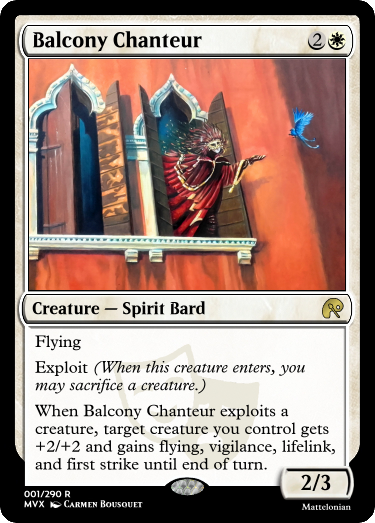 Balcony Chanteur 2
Creature — Spirit Bard
Flying
Exploit (When this creature enters, you
may sacrifice a creature.)
When Balcony Chanteur exploits a
creature, target creature you control gets
+2/+2 and gains flying, vigilance, lifelink,
and first strike until end of turn.
2/3
001/290 R
MVX Carmen Bousquet
Mattelonian